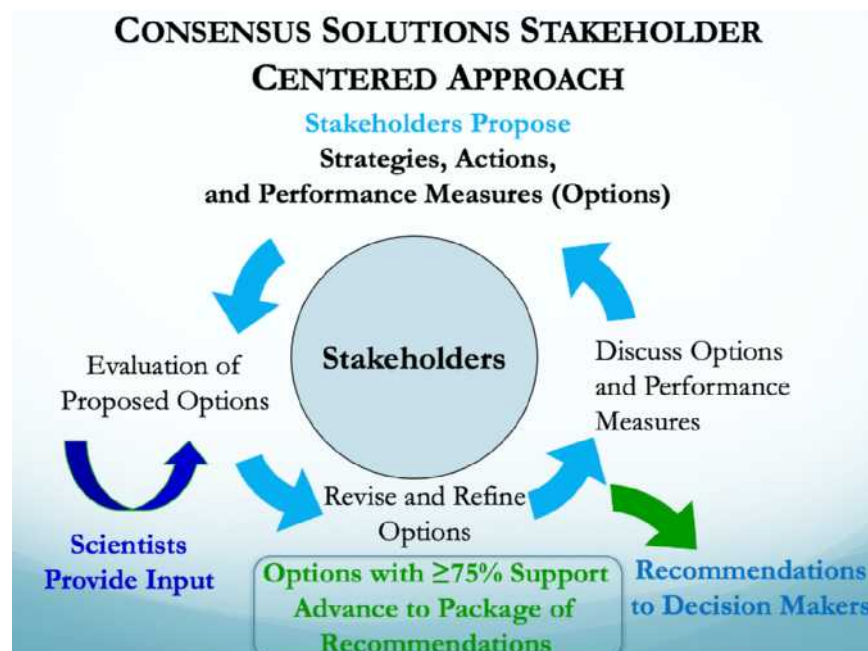 CONSENSUS SOLUTIONS STAKEHOLDER
CENTERED APPROACH
Stakeholders Propose
Strategies, Actions,
and Performance Measures (Options)
Evaluation of
Proposed Options
Stakeholders
Discuss Options
and Performance
Measures
Revise and Refine
Options
Scientists
Provide Input
Options with ≥75% Support
Advance to Package of
Recommendations
Recommendations
to Decision Makers